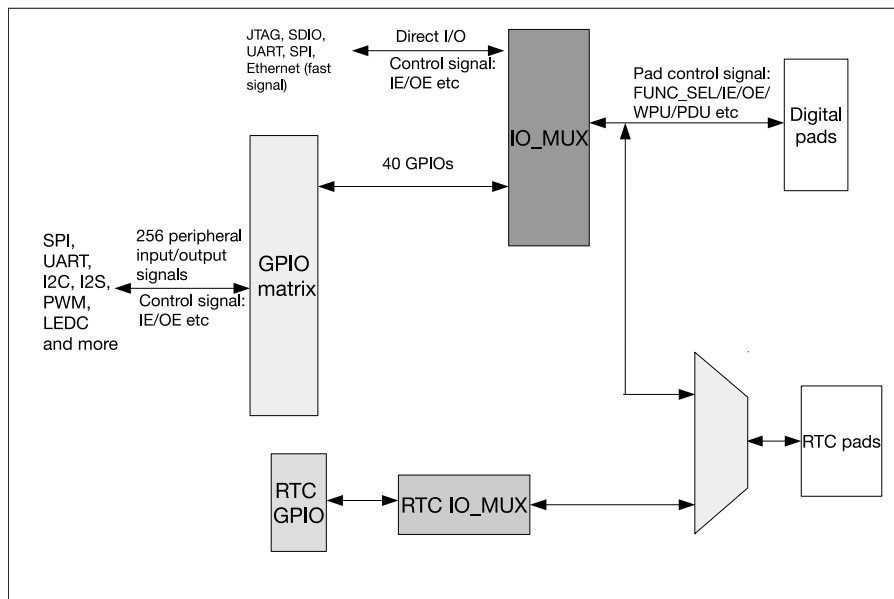 JTAG, SDIO,
UART, SPI,
Ethernet (fast
signal)
Direct I/O
Control signal:
IE/OE etc
IO_MUX
Pad control signal:
FUNC_SEL/IE/OE/
WPU/PDU etc
Digital
pads
40 GPIOs
SPI,
UART,
I2C, I2S,
PWM,
LEDC
and more
256 peripheral
input/output
signals
Control signal:
IE/OE etc
GPIO
matrix
RTC pads
RTC
GPIO
RTC IO_MUX